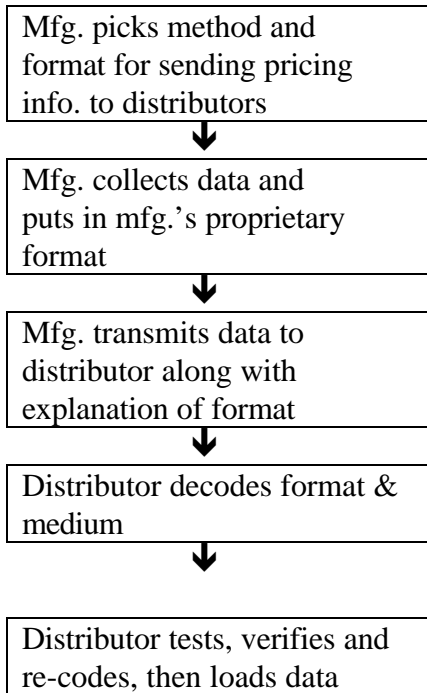 Mfg. picks method and
format for sending pricing
info. to distributors
Mfg. collects data and
puts in mfg.'s proprietary
format
Mfg. transmits data to
distributor along with
explanation of format
Distributor decodes format &
medium
Distributor tests, verifies and
re-codes, then loads data